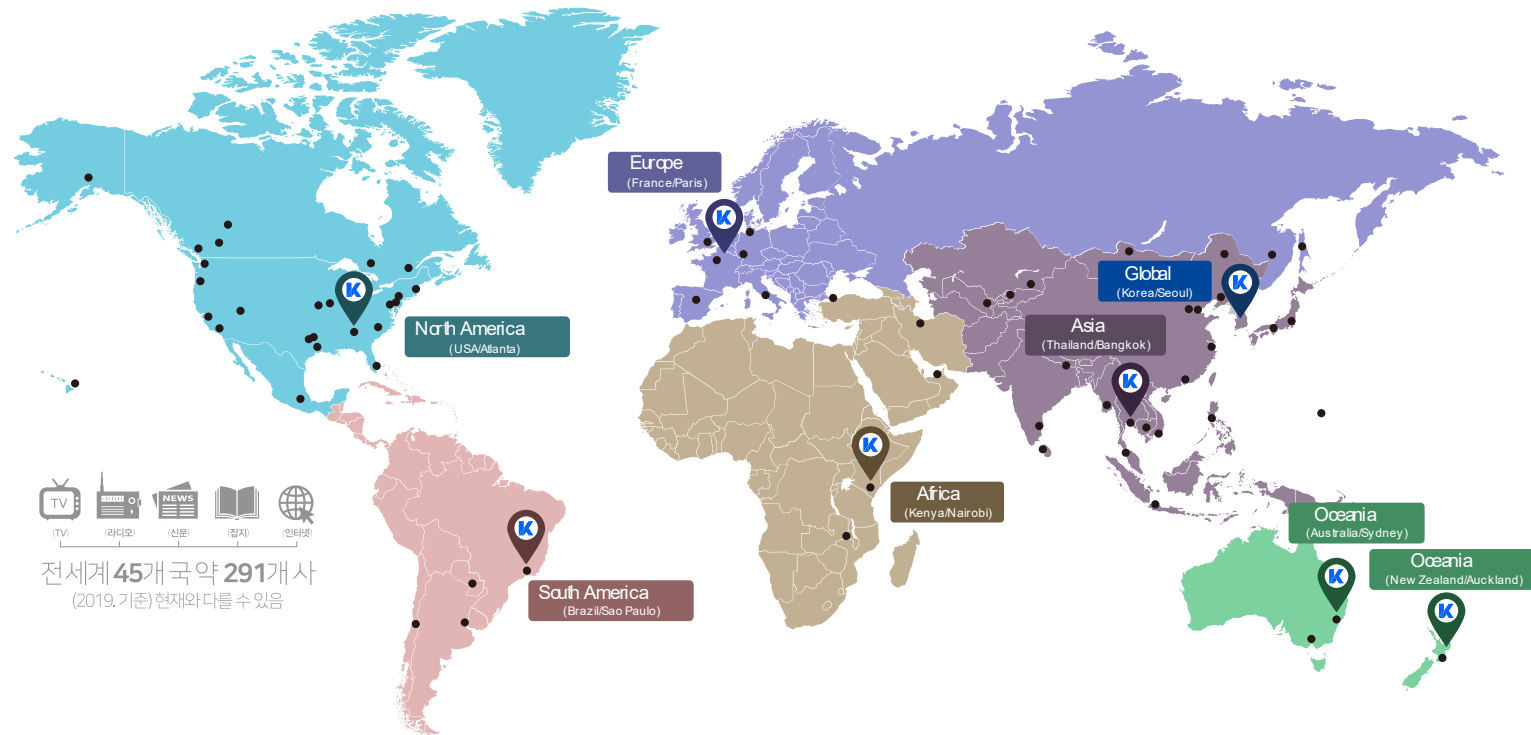 Europe
(France/Paris)
Global
(Korea/Seoul)
North America
(USA/Atlanta)
Asia
(Thailand/Bangkok)
Africa
(Kenya/Nairobi)
Oceania
(Australia/Sydney)
Oceania
(New Zealand/Auckland)
South America
(Brazil/Sao Paulo)
K
K
K
K
K
K
K
K
TV
NEWS
(TV)
(라디오)
(신문)
(잡지)
(인터넷)
전 세계 45개 국 약 291개 사
(2019. 기준) 현재와 다를 수 있음